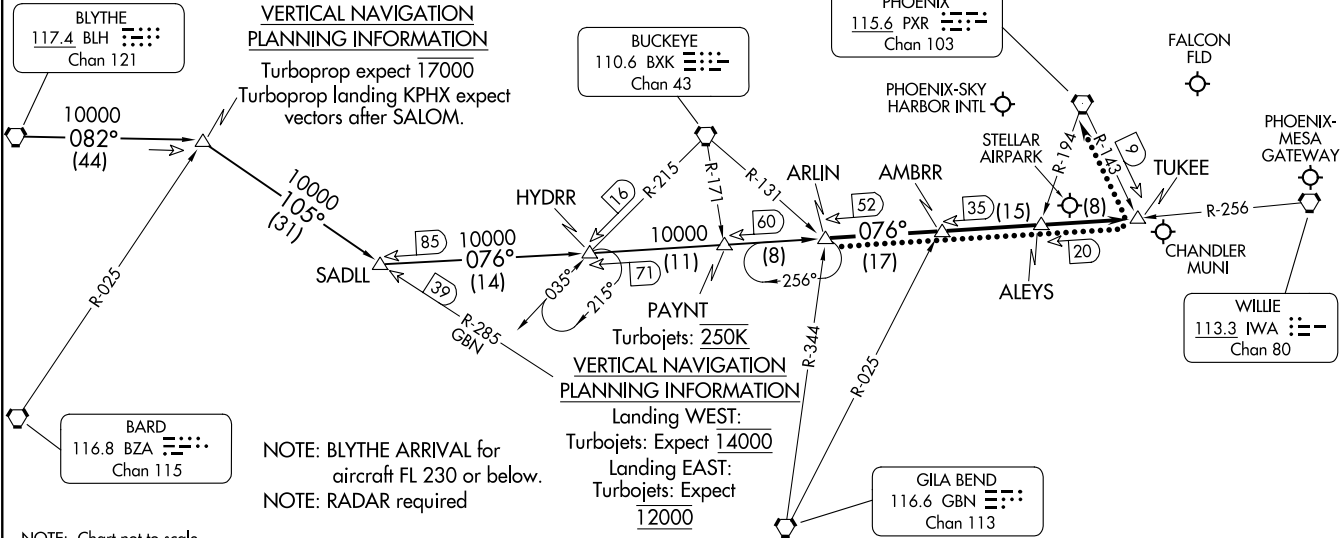 BLYTHE
117.4 BLH
Chan 121
VERTICAL NAVIGATION
PLANNING INFORMATION
Turboprop expect 17000
Turboprop landing KPHX expect
vectors after SALOM.
BUCKEYE
110.6 BXK
Chan 43
PHOENIX
115.6 PXR
Chan 103
FALCON
FLD
PHOENIX-SKY
HARBOR INTL
PHOENIX-
MESA
GATEWAY
STELLAR
AIRPARK
10000
082°
(44)
R-025
10000
105°
(31)
SADLL
85
39
R-285
GBN
10000
076°
(14)
HYDRR
16
R-215
R-171
R-131
035°
215°
71
10000
(11)
60
(8)
256°
PAYNT
Turbojets: 250K
ARLIN
52
076°
(17)
AMBRR
35
(15)
ALEYS
20
(8)
R-194
R-143
9
TUKEE
R-256
CHANDLER
MUNI
WILLIE
113.3 IWA
Chan 80
VERTICAL NAVIGATION
PLANNING INFORMATION
Landing WEST:
Turbojets: Expect 14000
Landing EAST:
Turbojets: Expect
12000
R-344
R-025
BARD
116.8 BZA
Chan 115
NOTE: BLYTHE ARRIVAL for
aircraft FL 230 or below.
NOTE: RADAR required
GILA BEND
116.6 GBN
Chan 113
NOTE: Chart not to scale